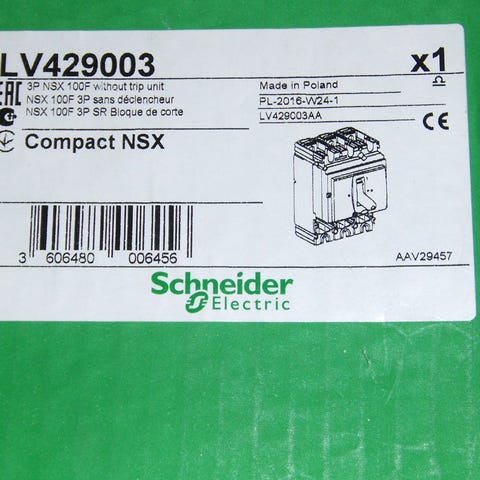 LV429003
x1
3P NSX 100F without trip unit
NSX 100F 3P sans déclencheur
NSX 100F 3P SR Bloque de corte
Made in Poland
PL-2016-W24-1
LV429003AA
EAC
CE
Compact NSX
3 606480 006456
AAV29457
Schneider
Electric